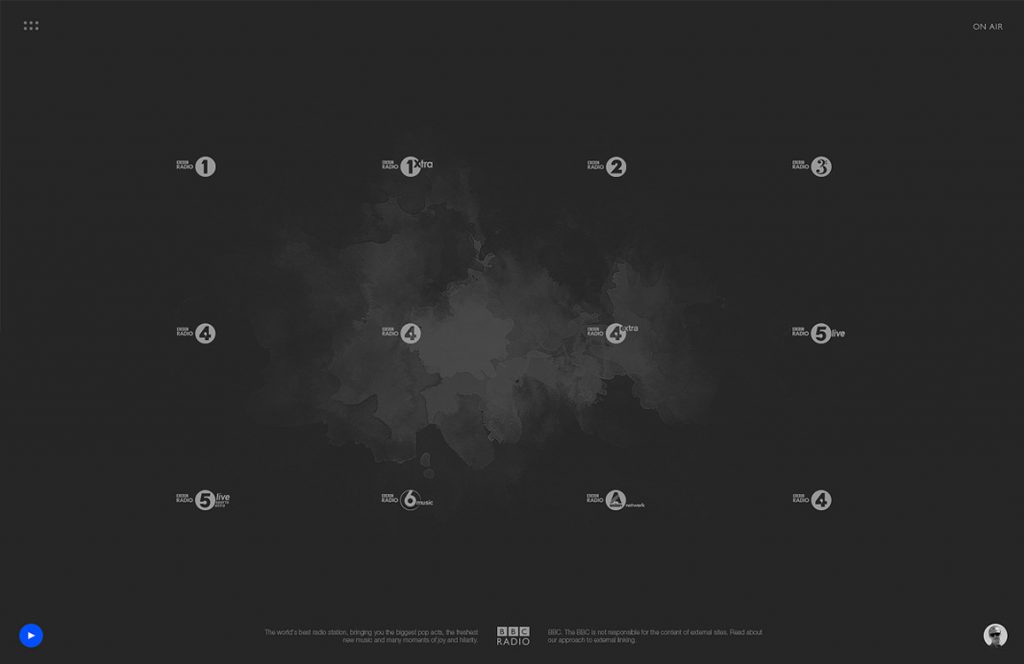 ON AIR
BBC RADIO 1
BBC RADIO 1 xtra
BBC RADIO 2
BBC RADIO 3
BBC RADIO 4
BBC RADIO 4
BBC RADIO 4 extra
BBC RADIO 5 live
BBC RADIO 5 live
sports
extra
BBC RADIO 6 music
BBC RADIO A network
BBC RADIO 4
The world's best radio station, bringing you the biggest pop acts, the freshest
new music and many moments of joy and hilarity.
BBC
RADIO
BBC. The BBC is not responsible for the content of external sites. Read about
our approach to external linking.